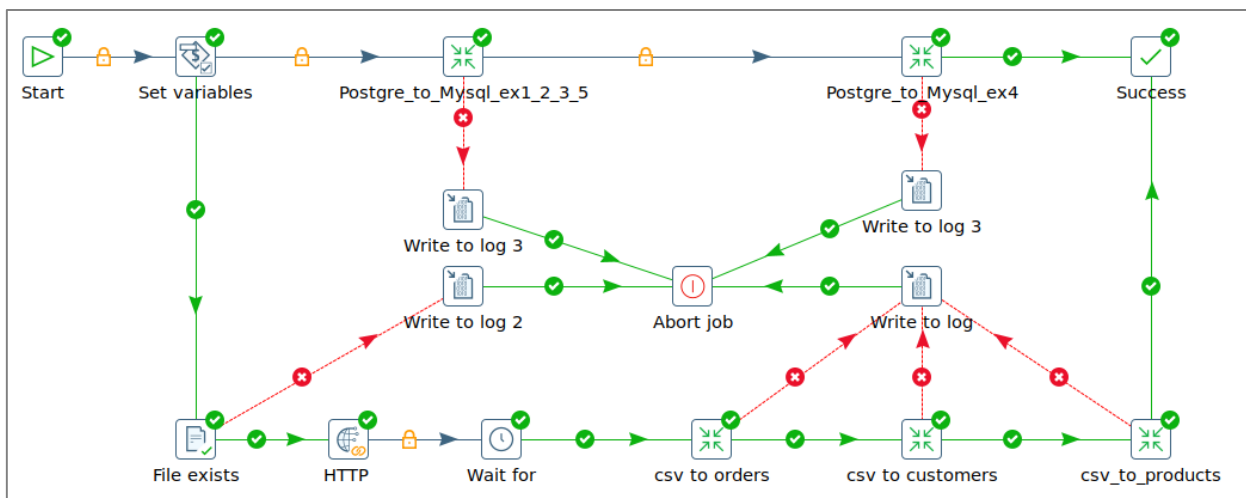 Start
Set variables
Postgre_to_Mysql_ex1_2_3_5
Postgre_to_Mysql_ex4
Success
Write to log 3
Write to log 3
Write to log 2
Abort job
Write to log
File exists
HTTP
Wait for
csv to orders
csv to customers
csv_to_products